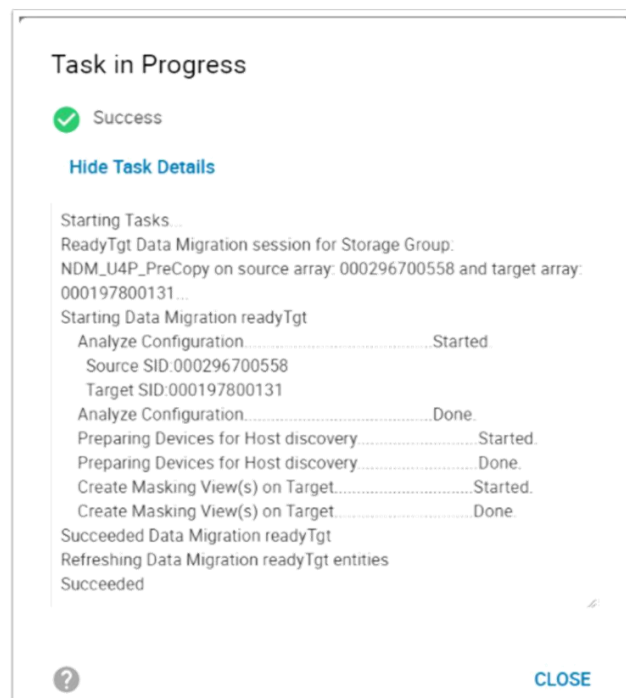 Task in Progress
Success
Hide Task Details
Starting Tasks...
ReadyTgt Data Migration session for Storage Group:
NDM_U4P_PreCopy on source array: 000296700558 and target array:
000197800131...
Starting Data Migration readyTgt
Analyze Configuration..........................................Started.
Source SID:000296700558
Target SID:000197800131
Analyze Configuration..........................................Done.
Preparing Devices for Host discovery...........................Started.
Preparing Devices for Host discovery...........................Done.
Create Masking View(s) on Target...............................Started.
Create Masking View(s) on Target...............................Done.
Succeeded Data Migration readyTgt
Refreshing Data Migration readyTgt entities
Succeeded
?
CLOSE